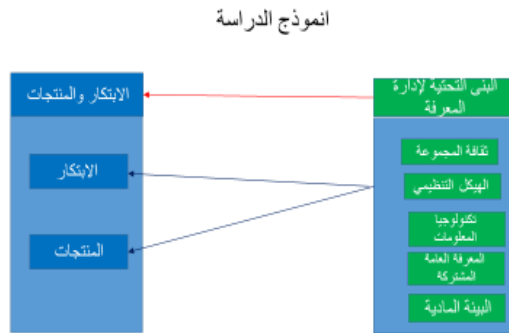 انموذج الدراسة
البنى التحتية لإدارة
المعرفة
ثقافة المجموعة
الهيكل التنظيمي
تكنولوجيا
المعلومات
المعرفة العامة
المشتركة
البيئة المادية
الابتكار والمنتجات
الابتكار
المنتجات